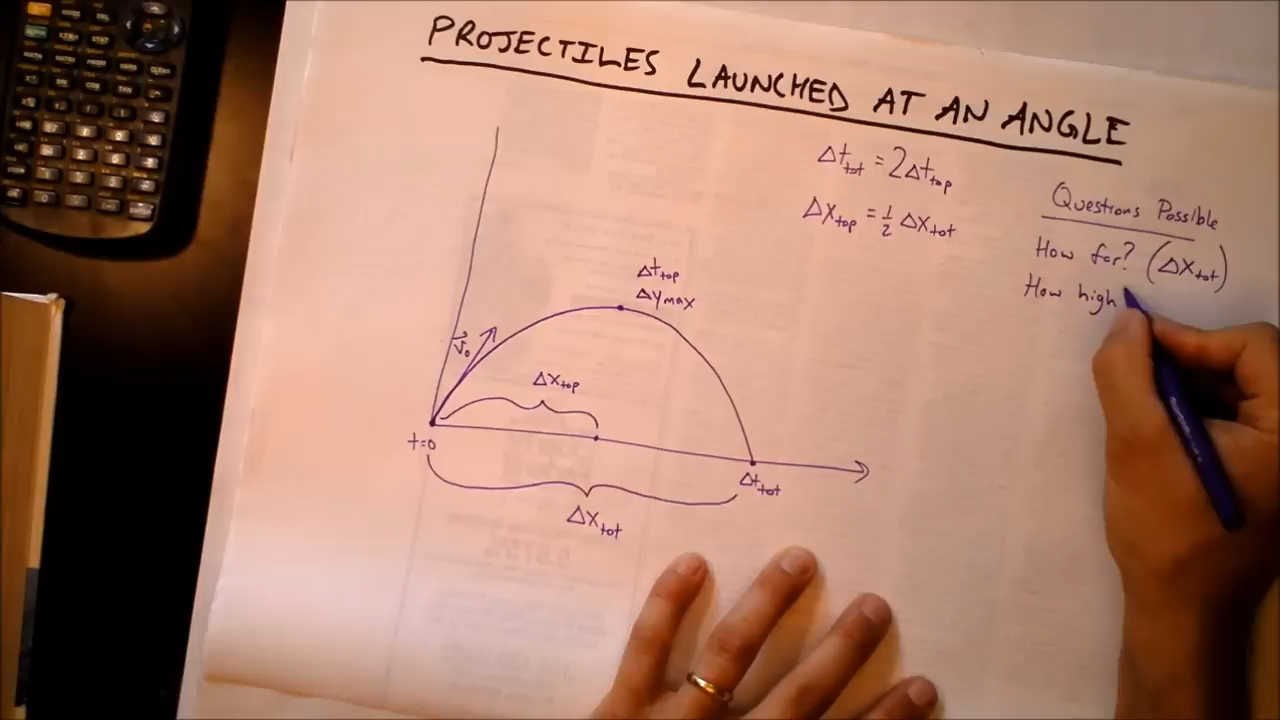 PROJECTILES LAUNCHED AT AN ANGLE
Δt_tot = 2Δt_top
Δx_top = 1/2 Δx_tot
Questions Possible
How far? (Δx_tot)
How high
Δt_top
Δy_max
v⃗₀
Δx_top
t=0
Δt_tot
Δx_tot